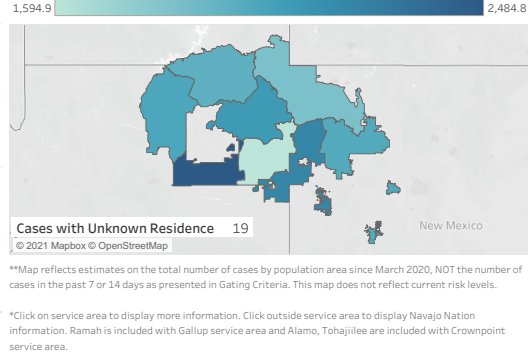 1,594.9 2,484.8
New Mexico
Cases with Unknown Residence 19
© 2021 Mapbox © OpenStreetMap
**Map reflects estimates on the total number of cases by population area since March 2020, NOT the number of
cases in the past 7 or 14 days as presented in Gating Criteria. This map does not reflect current risk levels.
*Click on service area to display more information. Click outside service area to display Navajo Nation
information. Ramah is included with Gallup service area and Alamo, Tohajiilee are included with Crownpoint
service area.